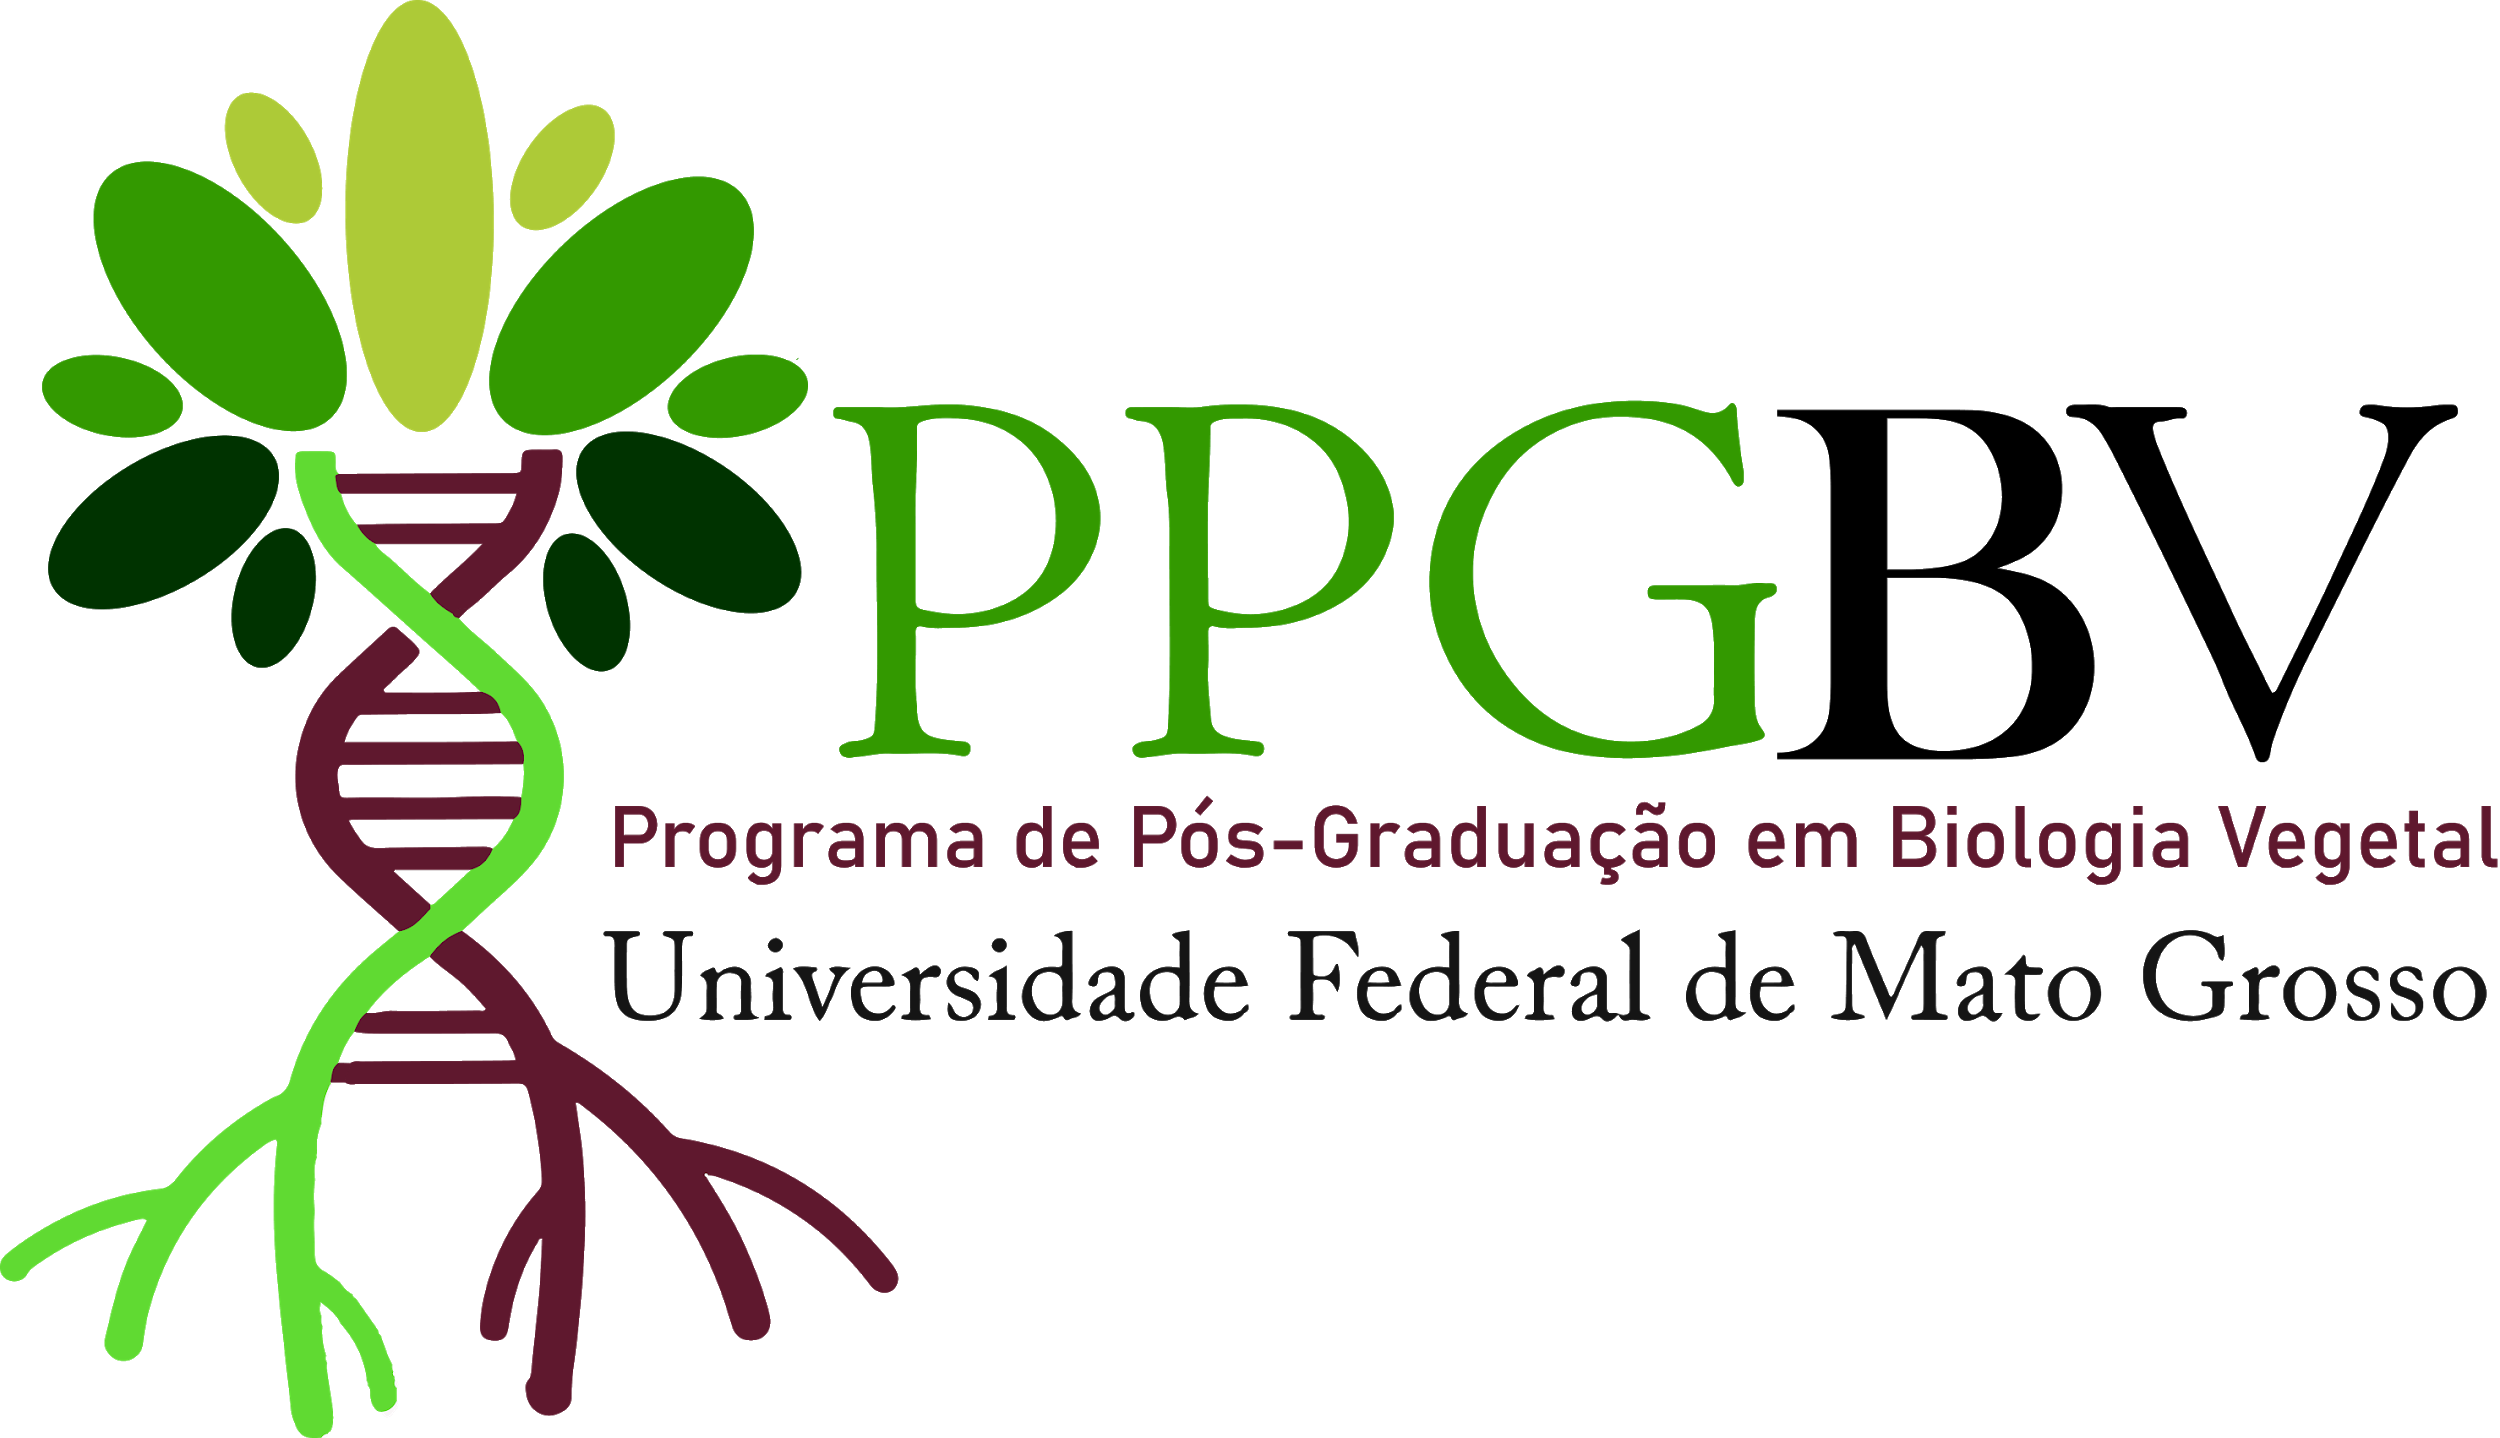 PPGBV
Programa de Pós-Graduação em Biologia Vegetal
Universidade Federal de Mato Grosso